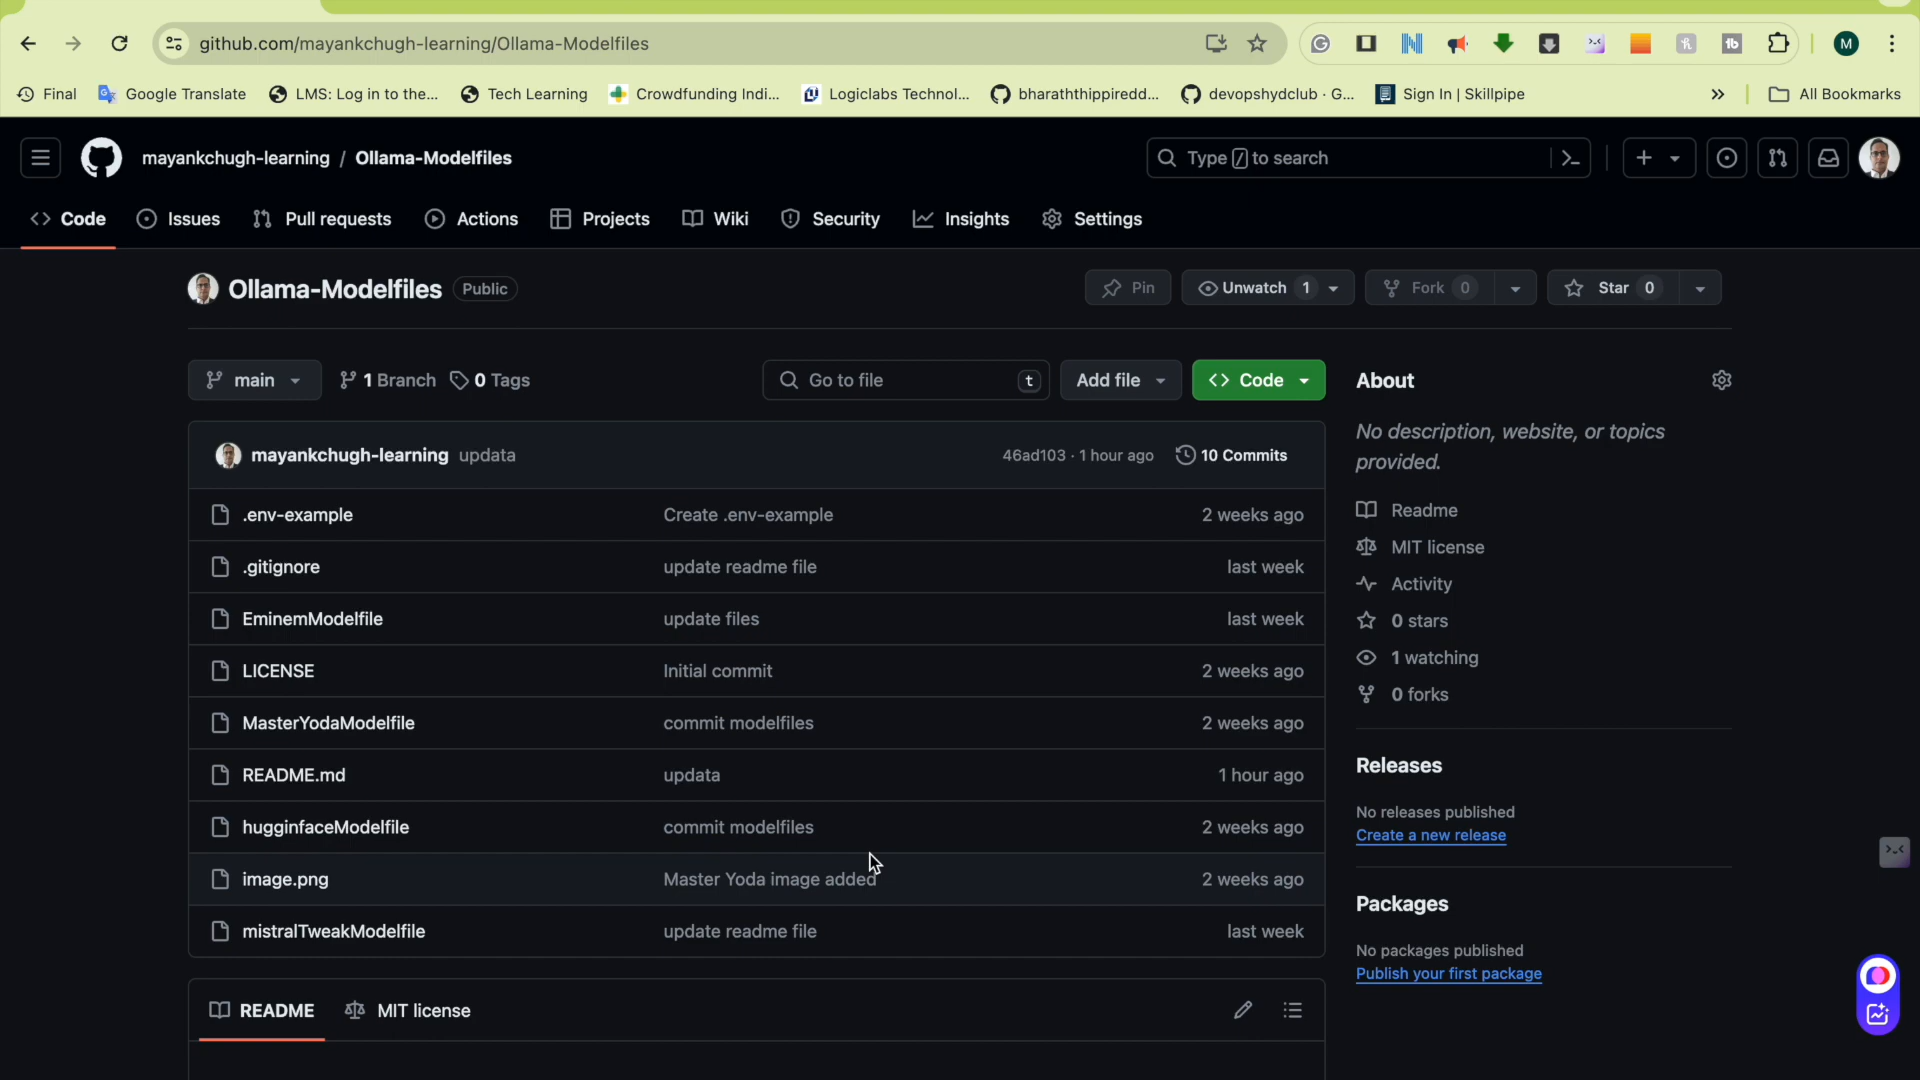 github.com/mayankchugh-learning/Ollama-Modelfiles
M
Final
Google Translate
LMS: Log in to the...
Tech Learning
Crowdfunding Indi...
Logiclabs Technol...
bharaththippiredd...
devopshydclub · G...
Sign In | Skillpipe
All Bookmarks
mayankchugh-learning / Ollama-Modelfiles
Type / to search
Code
Issues
Pull requests
Actions
Projects
Wiki
Security
Insights
Settings
Ollama-Modelfiles
Public
Pin
Unwatch 1
Fork 0
Star 0
main
1 Branch
0 Tags
Go to file t
Add file
Code
mayankchugh-learning updata
46ad103 · 1 hour ago
10 Commits
.env-example Create .env-example 2 weeks ago
.gitignore update readme file last week
EminemModelfile update files last week
LICENSE Initial commit 2 weeks ago
MasterYodaModelfile commit modelfiles 2 weeks ago
README.md updata 1 hour ago
hugginfaceModelfile commit modelfiles 2 weeks ago
image.png Master Yoda image added 2 weeks ago
mistralTweakModelfile update readme file last week
README
MIT license
About
No description, website, or topics
provided.
Readme
MIT license
Activity
0 stars
1 watching
0 forks
Releases
No releases published
Create a new release
Packages
No packages published
Publish your first package